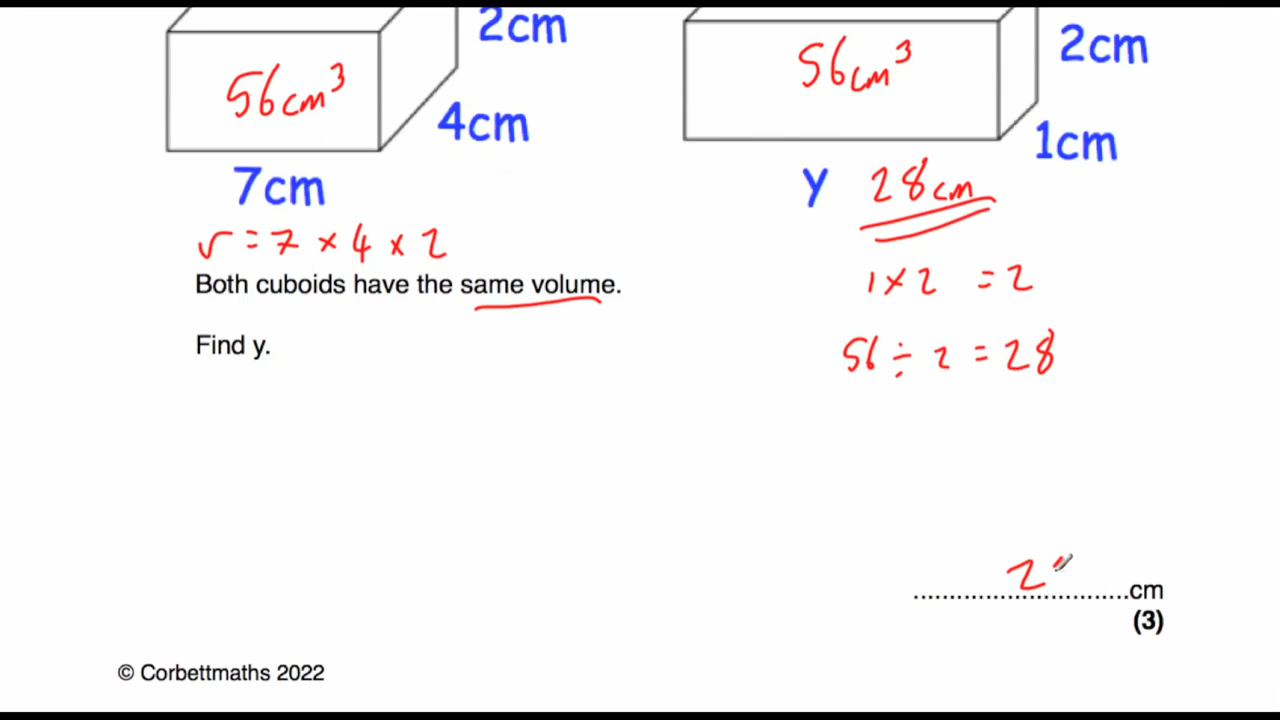 2cm
56cm³
4cm
7cm
v = 7 × 4 × 2
2cm
56cm³
1cm
y 28cm
1 × 2 = 2
56 ÷ 2 = 28
Both cuboids have the same volume.
Find y.
2
..............................cm
(3)
© Corbettmaths 2022